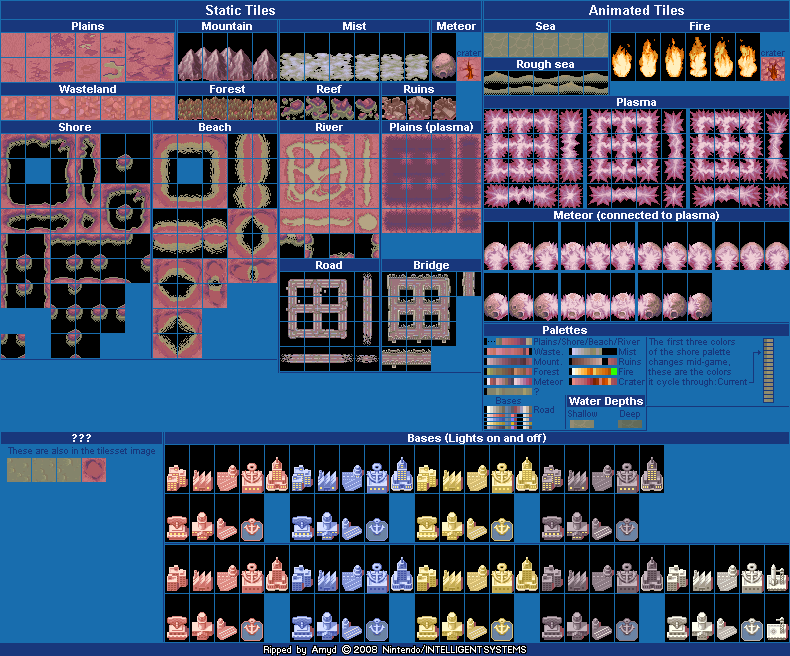 Static Tiles
Animated Tiles
Plains
Mountain
Mist
Meteor
Sea
Fire
crater
crater
Rough sea
Wasteland
Forest
Reef
Ruins
Plasma
Shore
Beach
River
Plains (plasma)
Meteor (connected to plasma)
Road
Bridge
Palettes
Plains/Shore/Beach/River
Waste.
Mist
Mount.
Ruins
Forest
Fire
Meteor
Crater
?
Bases
Road
Water Depths
Shallow
Deep
The first three colors
of the shore palette
changes mid-game,
these are the colors
it cycle through:Current
???
These are also in the tilesset image
Bases (Lights on and off)
Ripped by Amyd © 2008 Nintendo/INTELLIGENT SYSTEMS